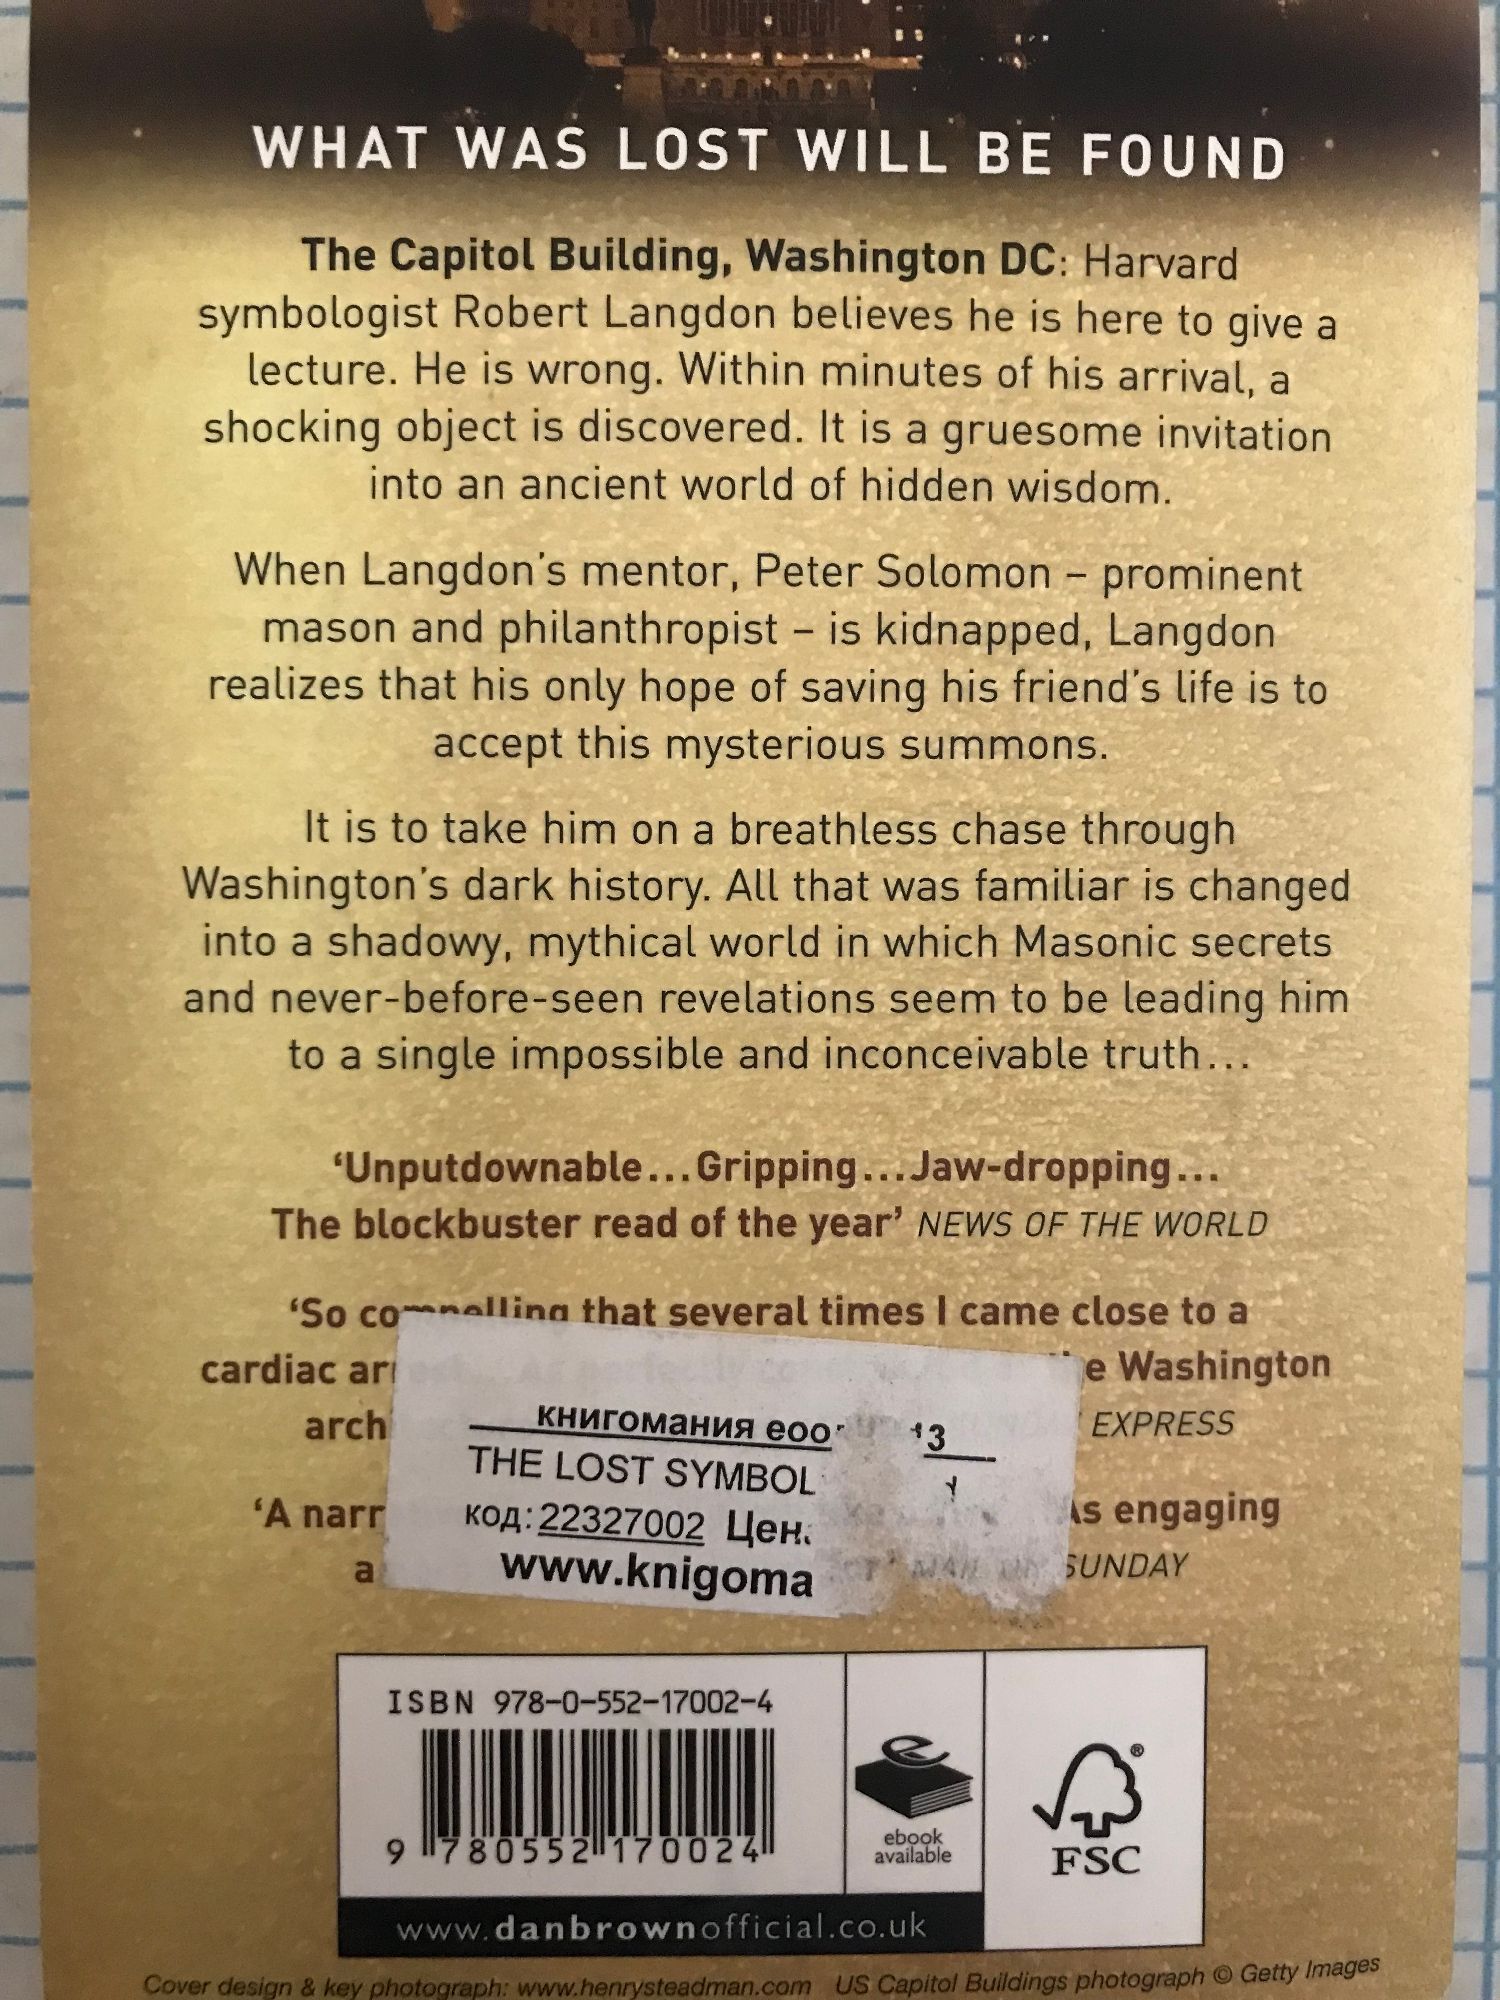 WHAT WAS LOST WILL BE FOUND
The Capitol Building, Washington DC: Harvard
symbologist Robert Langdon believes he is here to give a
lecture. He is wrong. Within minutes of his arrival, a
shocking object is discovered. It is a gruesome invitation
into an ancient world of hidden wisdom.
When Langdon's mentor, Peter Solomon – prominent
mason and philanthropist – is kidnapped, Langdon
realizes that his only hope of saving his friend's life is to
accept this mysterious summons.
It is to take him on a breathless chase through
Washington's dark history. All that was familiar is changed
into a shadowy, mythical world in which Masonic secrets
and never-before-seen revelations seem to be leading him
to a single impossible and inconceivable truth...
'Unputdownable...Gripping...Jaw-dropping...
The blockbuster read of the year' NEWS OF THE WORLD
'So compelling that several times I came close to a
cardiac Washington
EXPRESS
'A As engaging
a SUNDAY
книгомания еоо
THE LOST SYMBOL
код: 22327002 Цен.
www.knigoma
ISBN 978-0-552-17002-4
9 780552 170024
ebook
available
FSC
www.danbrownofficial.co.uk
Cover design & key photograph: www.henrysteadman.com US Capitol Buildings photograph © Getty Images